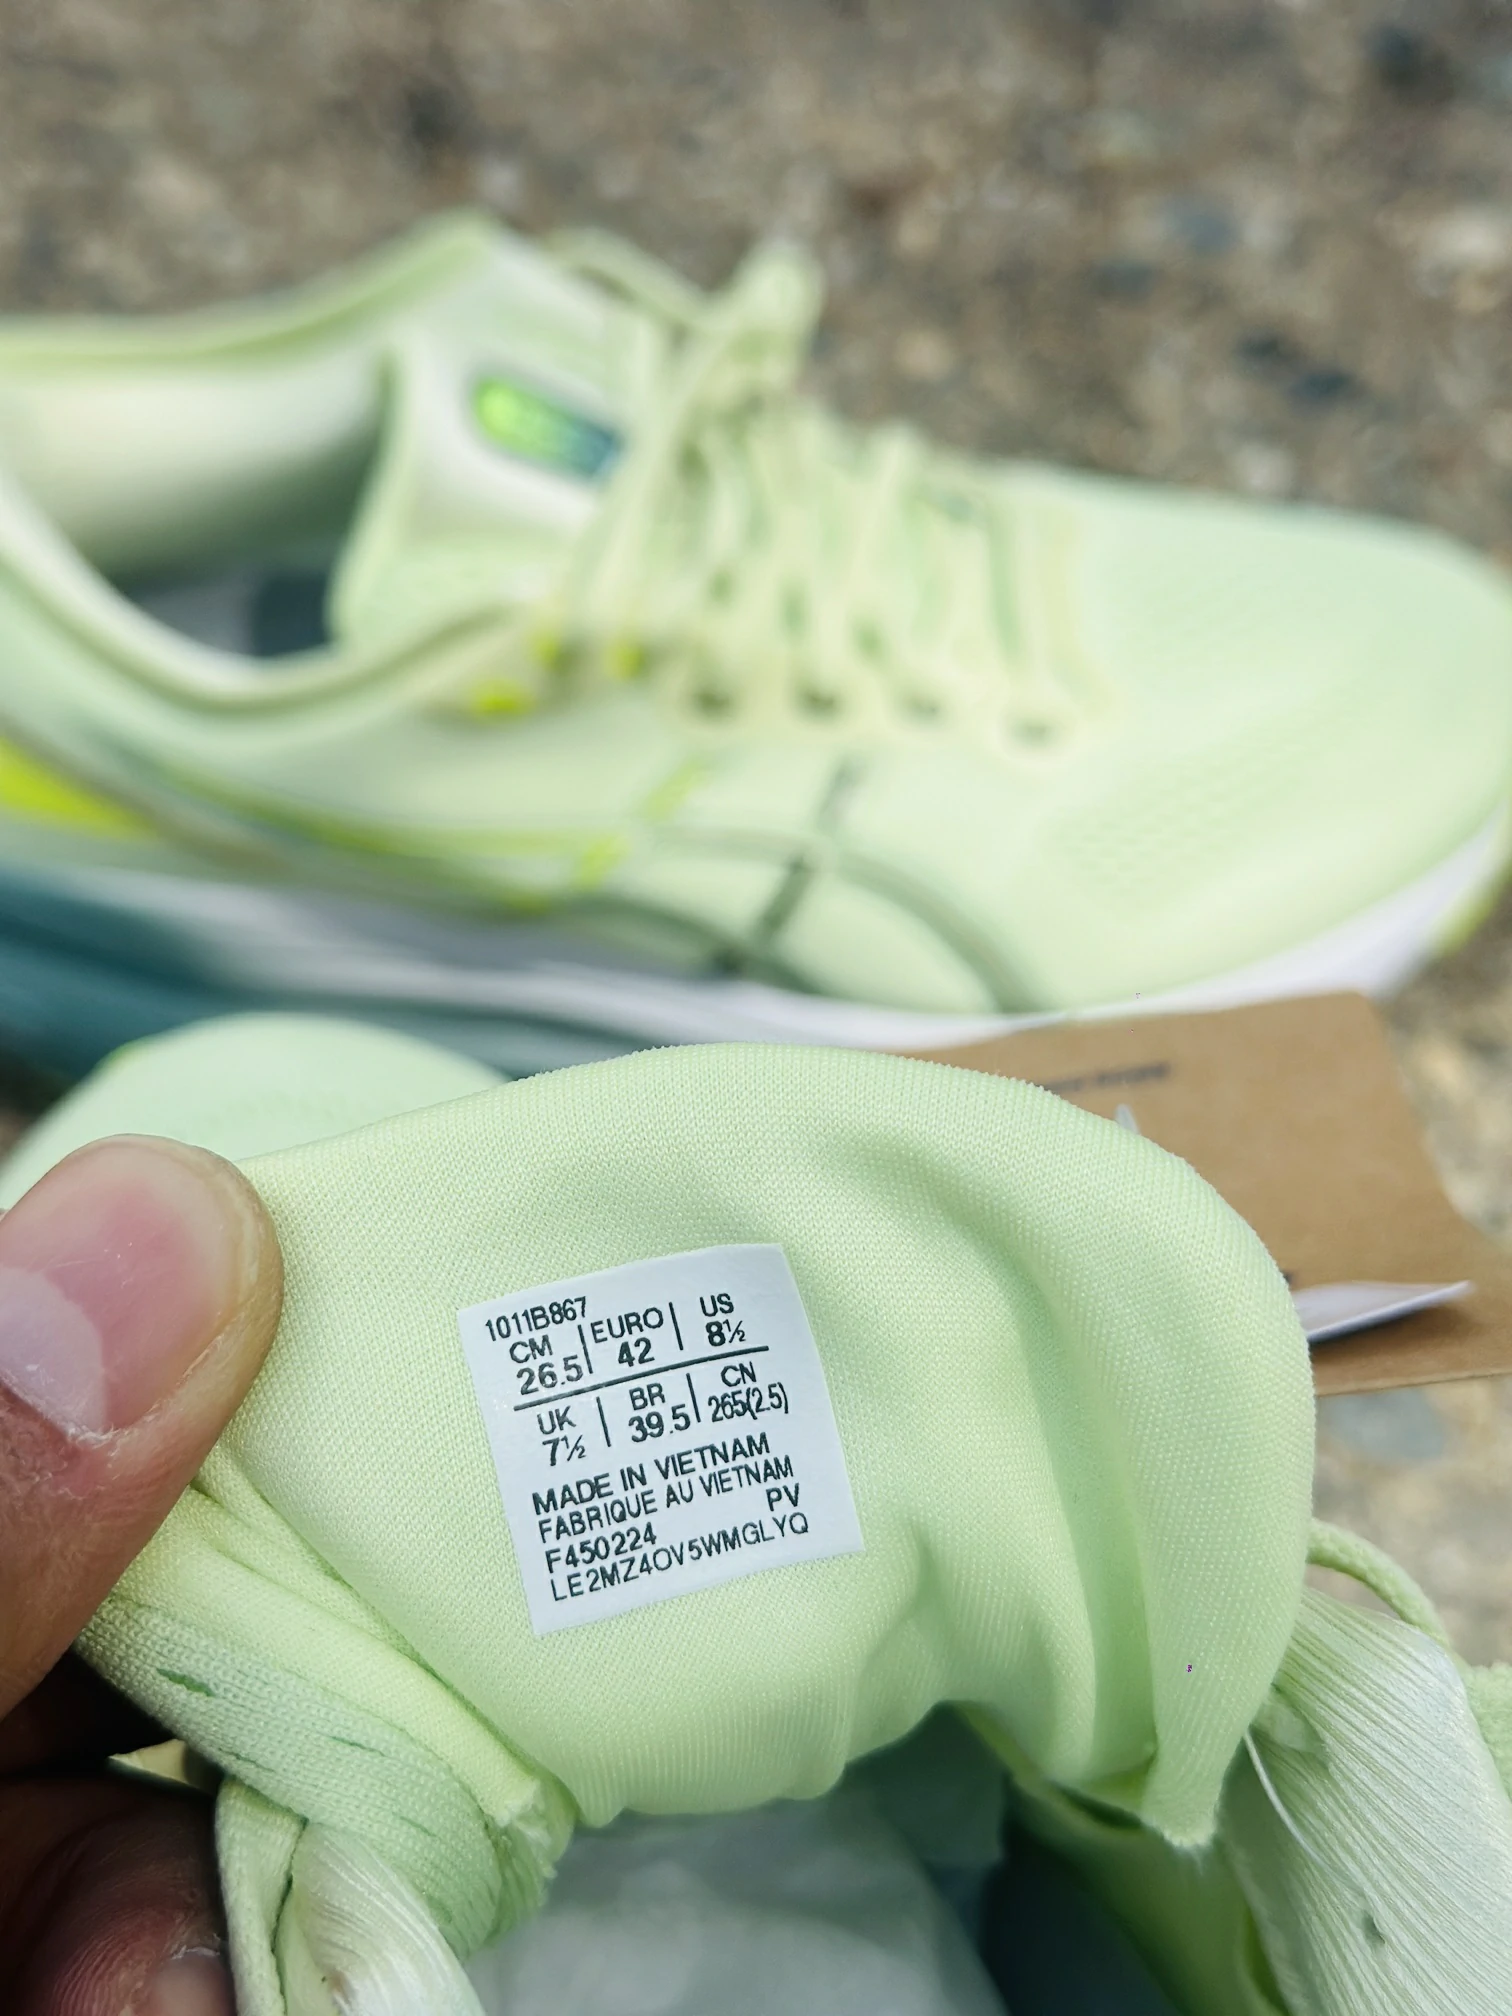 1011B867
CM | EURO | US
26.5 | 42 | 8½
UK | BR | CN
7½ | 39.5 | 265(2.5)
MADE IN VIETNAM
FABRIQUE AU VIETNAM
PV
F450224
LE2MZ4OV5WMGLYQ